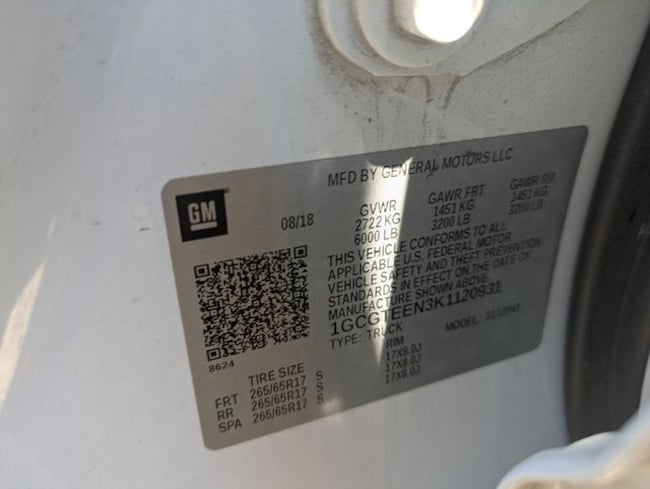 MFD BY GENERAL MOTORS LLC
GM
08/18
GVWR GAWR FRT GAWR RR
2722 KG 1451 KG 1451 KG
6000 LB 3200 LB 3200 LB
THIS VEHICLE CONFORMS TO ALL
APPLICABLE U.S. FEDERAL MOTOR
VEHICLE SAFETY AND THEFT PREVENTION
STANDARDS IN EFFECT ON THE DATE OF
MANUFACTURE SHOWN ABOVE.
1GCGTEEN3K1120931
TYPE: TRUCK MODEL:
8624
TIRE SIZE RIM
FRT 265/65R17 S 17X8.0J
RR 265/65R17 S 17X8.0J
SPA 265/65R17 S 17X8.0J